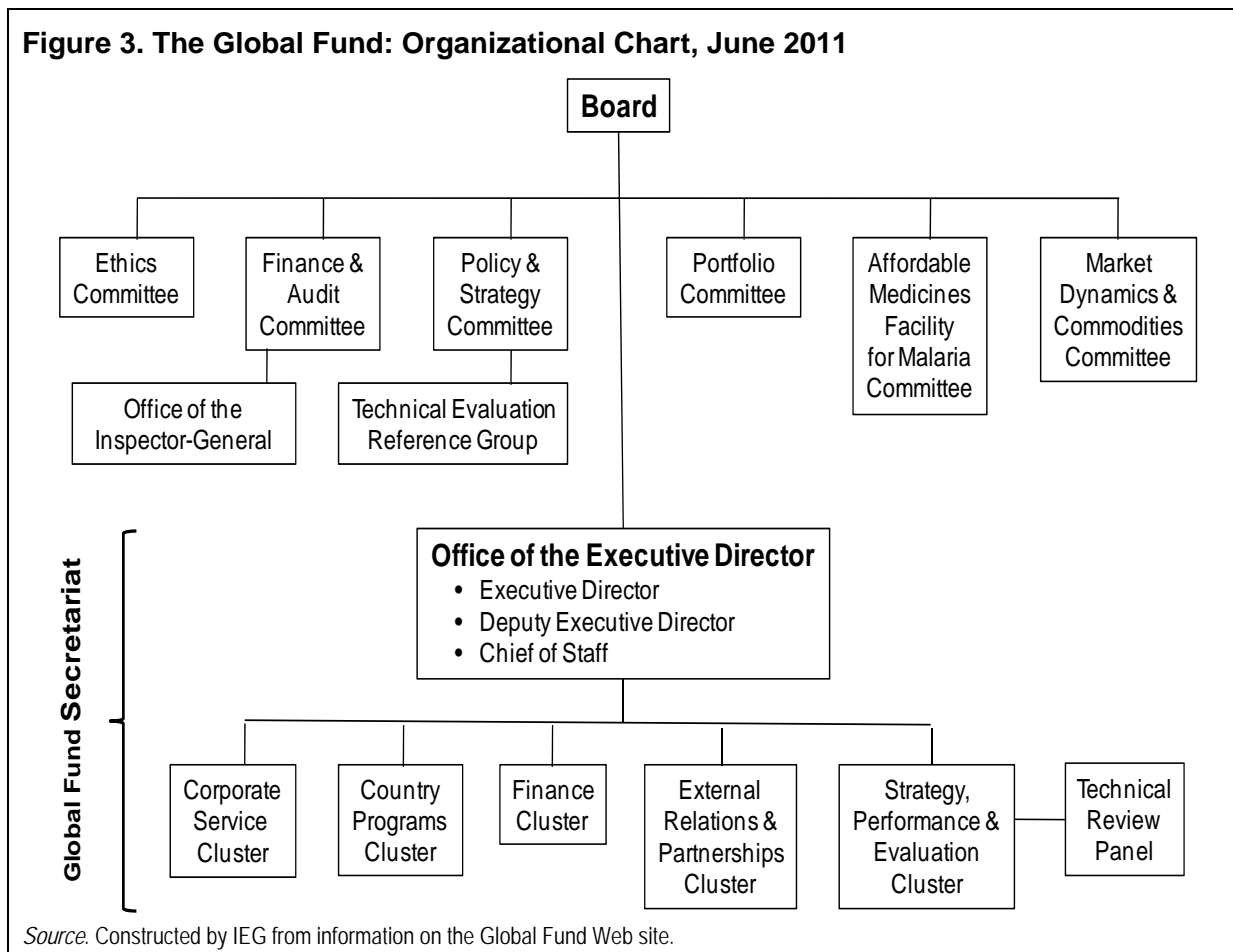 Figure 3. The Global Fund: Organizational Chart, June 2011
Board
Ethics
Committee
Finance &
Audit
Committee
Policy &
Strategy
Committee
Portfolio
Committee
Affordable
Medicines
Facility
for Malaria
Committee
Market
Dynamics &
Commodities
Committee
Office of the
Inspector-General
Technical Evaluation
Reference Group
Global Fund Secretariat
Office of the Executive Director
• Executive Director
• Deputy Executive Director
• Chief of Staff
Corporate
Service
Cluster
Country
Programs
Cluster
Finance
Cluster
External
Relations &
Partnerships
Cluster
Strategy,
Performance &
Evaluation
Cluster
Technical
Review
Panel
Source. Constructed by IEG from information on the Global Fund Web site.